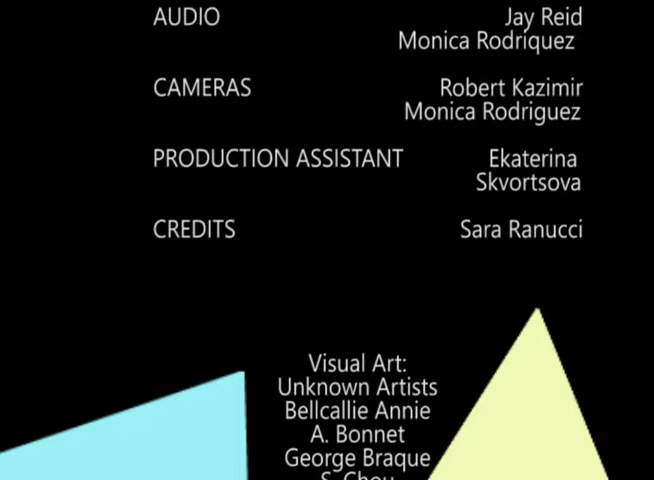 AUDIO Jay Reid
Monica Rodriquez
CAMERAS Robert Kazimir
Monica Rodriguez
PRODUCTION ASSISTANT Ekaterina
Skvortsova
CREDITS Sara Ranucci
Visual Art:
Unknown Artists
Bellcallie Annie
A. Bonnet
George Braque
S. Chou